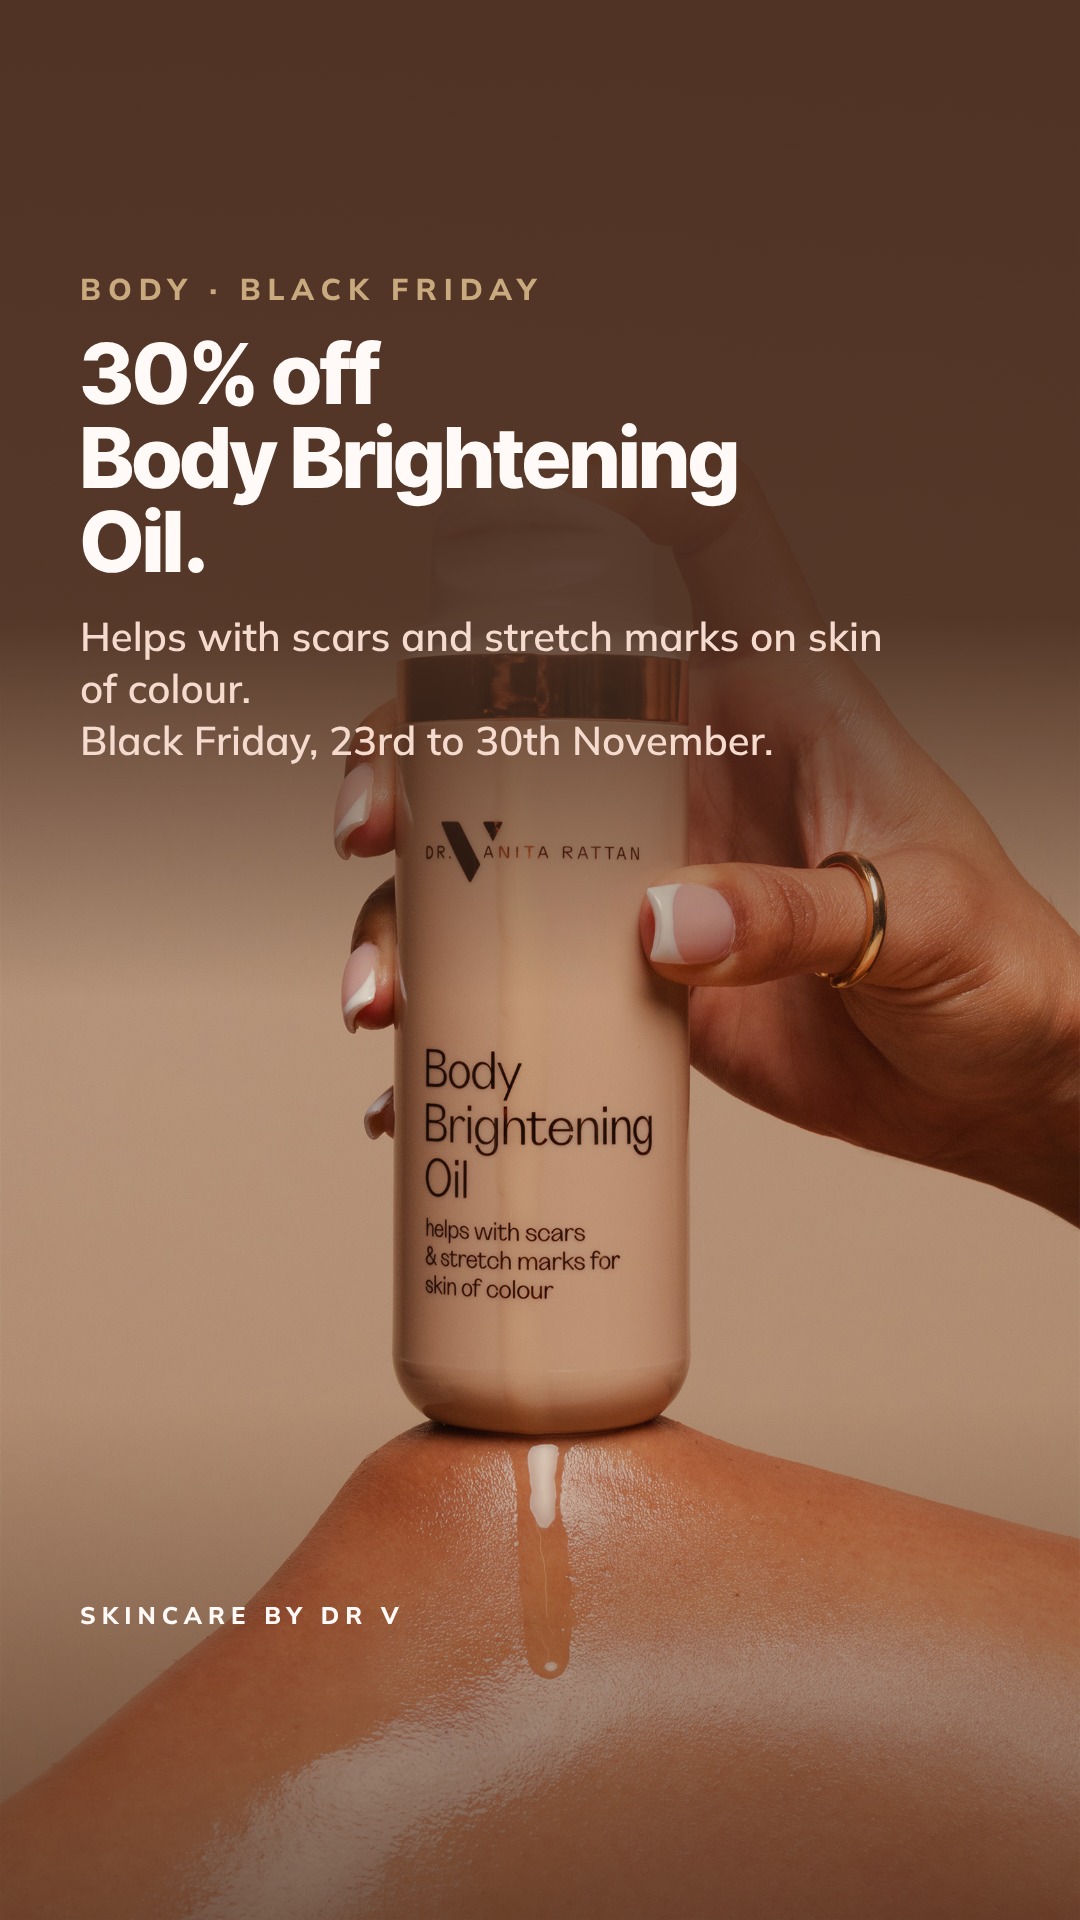 BODY · BLACK FRIDAY
30% off
Body Brightening
Oil.
Helps with scars and stretch marks on skin
of colour.
Black Friday, 23rd to 30th November.
DR. VANITA RATTAN
Body
Brightening
Oil
helps with scars
& stretch marks for
skin of colour
SKINCARE BY DR V